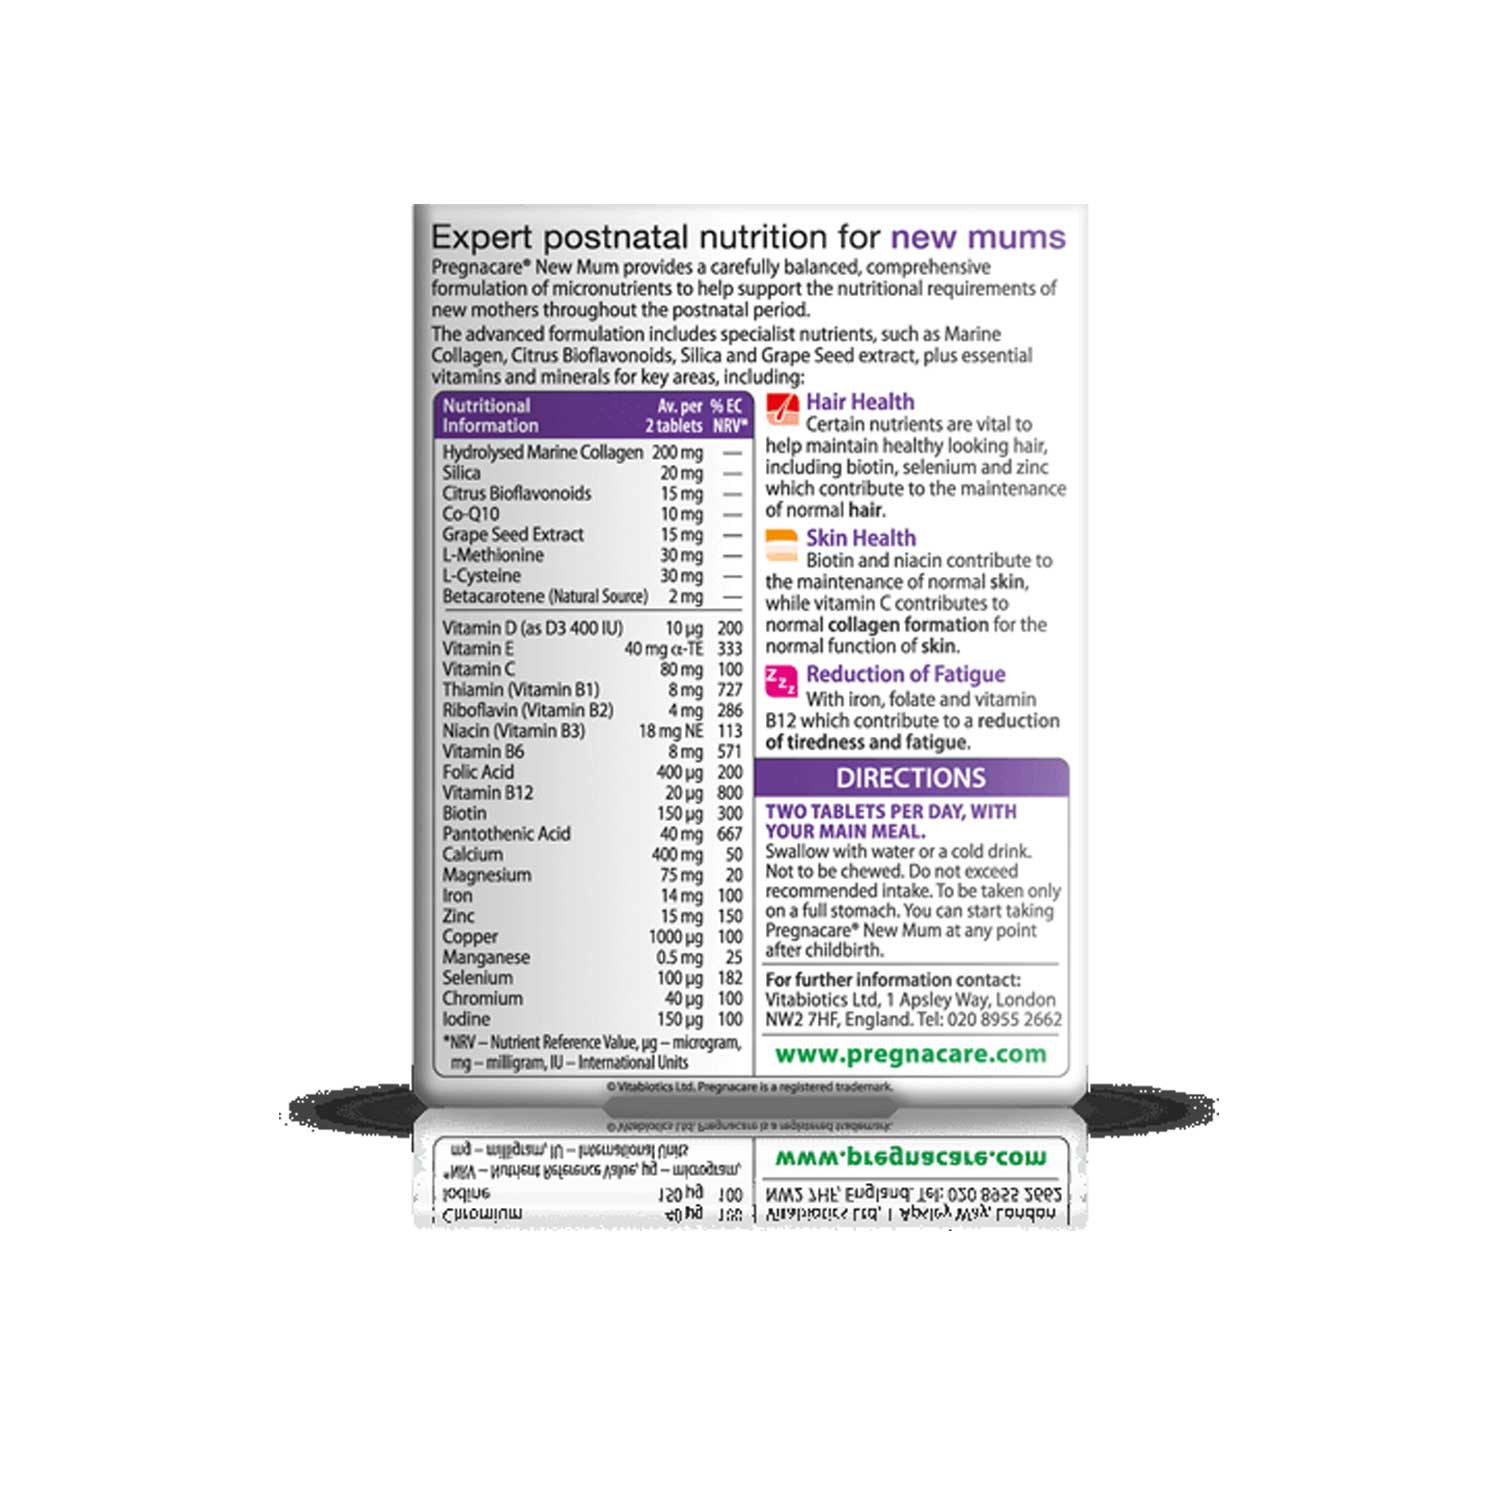 Expert postnatal nutrition for new mums
Pregnacare® New Mum provides a carefully balanced, comprehensive
formulation of micronutrients to help support the nutritional requirements of
new mothers throughout the postnatal period.
The advanced formulation includes specialist nutrients, such as Marine
Collagen, Citrus Bioflavonoids, Silica and Grape Seed extract, plus essential
vitamins and minerals for key areas, including:
Nutritional Av. per % EC
Information 2 tablets NRV*
Hydrolysed Marine Collagen 200 mg —
Silica 20 mg —
Citrus Bioflavonoids 15 mg —
Co-Q10 10 mg —
Grape Seed Extract 15 mg —
L-Methionine 30 mg —
L-Cysteine 30 mg —
Betacarotene (Natural Source) 2 mg —
Vitamin D (as D3 400 IU) 10 µg 200
Vitamin E 40 mg α-TE 333
Vitamin C 80 mg 100
Thiamin (Vitamin B1) 8 mg 727
Riboflavin (Vitamin B2) 4 mg 286
Niacin (Vitamin B3) 18 mg NE 113
Vitamin B6 8 mg 571
Folic Acid 400 µg 200
Vitamin B12 20 µg 800
Biotin 150 µg 300
Pantothenic Acid 40 mg 667
Calcium 400 mg 50
Magnesium 75 mg 20
Iron 14 mg 100
Zinc 15 mg 150
Copper 1000 µg 100
Manganese 0.5 mg 25
Selenium 100 µg 182
Chromium 40 µg 100
Iodine 150 µg 100
*NRV – Nutrient Reference Value, µg – microgram,
mg – milligram, IU – International Units
Hair Health
Certain nutrients are vital to
help maintain healthy looking hair,
including biotin, selenium and zinc
which contribute to the maintenance
of normal hair.
Skin Health
Biotin and niacin contribute to
the maintenance of normal skin,
while vitamin C contributes to
normal collagen formation for the
normal function of skin.
Z Z Z
Reduction of Fatigue
With iron, folate and vitamin
B12 which contribute to a reduction
of tiredness and fatigue.
DIRECTIONS
TWO TABLETS PER DAY, WITH
YOUR MAIN MEAL.
Swallow with water or a cold drink.
Not to be chewed. Do not exceed
recommended intake. To be taken only
on a full stomach. You can start taking
Pregnacare® New Mum at any point
after childbirth.
For further information contact:
Vitabiotics Ltd, 1 Apsley Way, London
NW2 7HF, England. Tel: 020 8955 2662
www.pregnacare.com
© Vitabiotics Ltd. Pregnacare is a registered trademark.